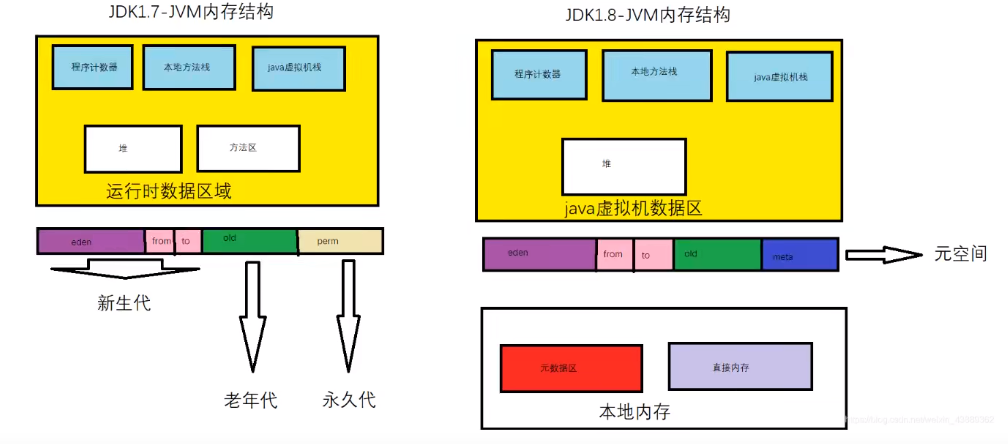 JDK1.7-JVM内存结构
程序计数器
本地方法栈
java虚拟机栈
堆
方法区
运行时数据区域
eden
from
to
old
perm
新生代
老年代
永久代
JDK1.8-JVM内存结构
程序计数器
本地方法栈
java虚拟机栈
堆
java虚拟机数据区
eden
from
to
old
meta
元空间
元数据区
直接内存
本地内存